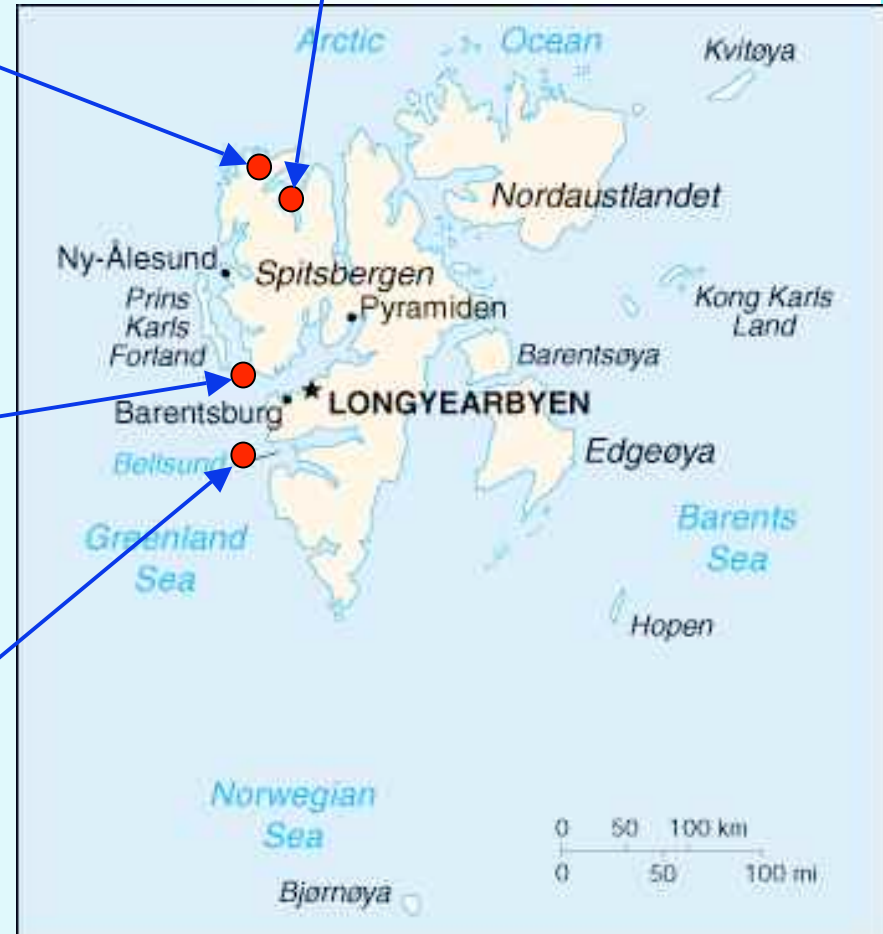 Arctic Ocean
Kvitøya
Nordaustlandet
Ny-Ålesund
Spitsbergen
Prins
Karls
Forland
Pyramiden
Kong Karls
Land
Barentsøya
Barentsburg
LONGYEARBYEN
Bellsund
Edgeøya
Greenland
Sea
Barents
Sea
Hopen
Norwegian
Sea
0 50 100 km
0 50 100 mi
Bjørnøya